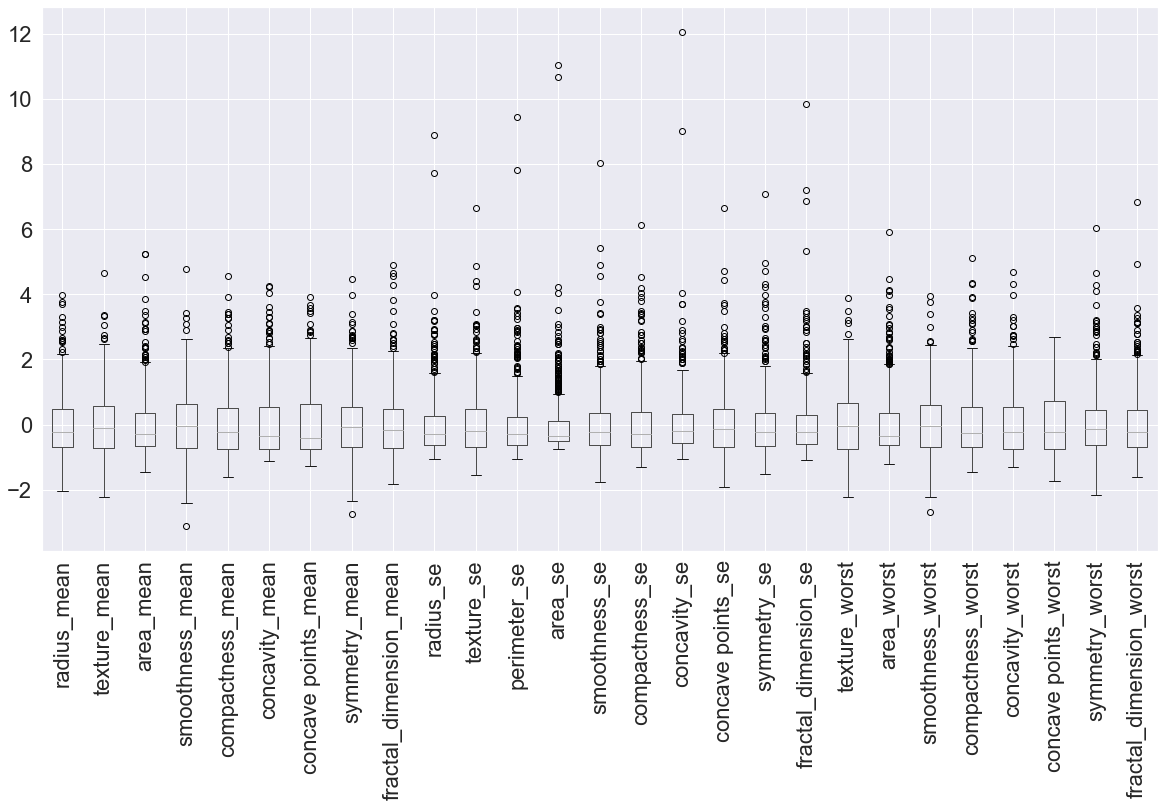 12
10
8
6
4
2
0
−2
radius_mean
texture_mean
area_mean
smoothness_mean
compactness_mean
concavity_mean
concave points_mean
symmetry_mean
fractal_dimension_mean
radius_se
texture_se
perimeter_se
area_se
smoothness_se
compactness_se
concavity_se
concave points_se
symmetry_se
fractal_dimension_se
texture_worst
area_worst
smoothness_worst
compactness_worst
concavity_worst
concave points_worst
symmetry_worst
fractal_dimension_worst